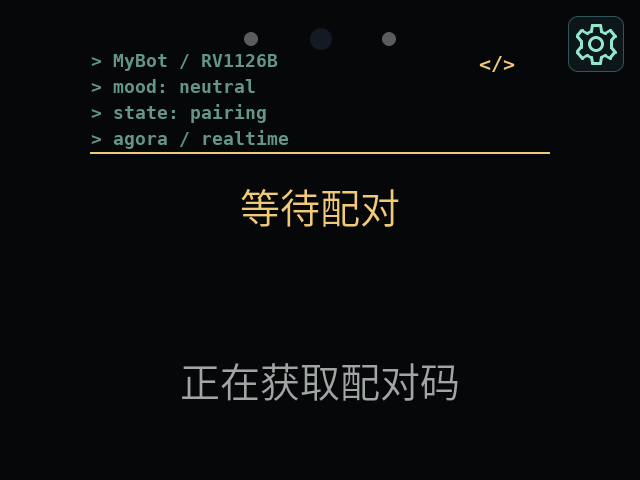 > MyBot / RV1126B
</>
> mood: neutral
> state: pairing
> agora / realtime
等待配对
正在获取配对码